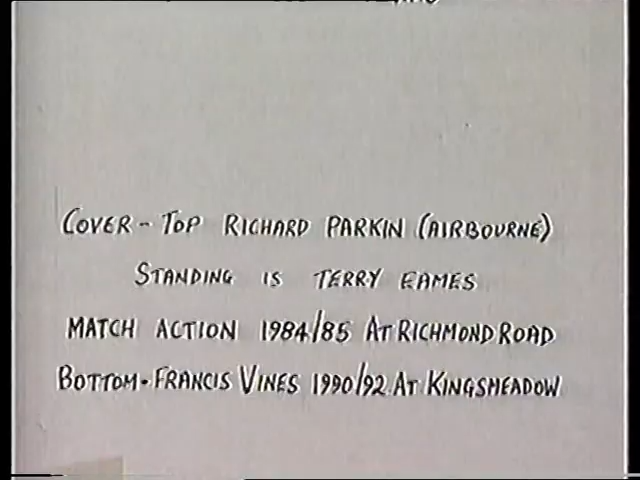 COVER - TOP RICHARD PARKIN (AIRBOURNE)
STANDING IS TERRY EAMES
MATCH ACTION 1984/85 AT RICHMOND ROAD
BOTTOM - FRANCIS VINES 1990/92 AT KINGSMEADOW